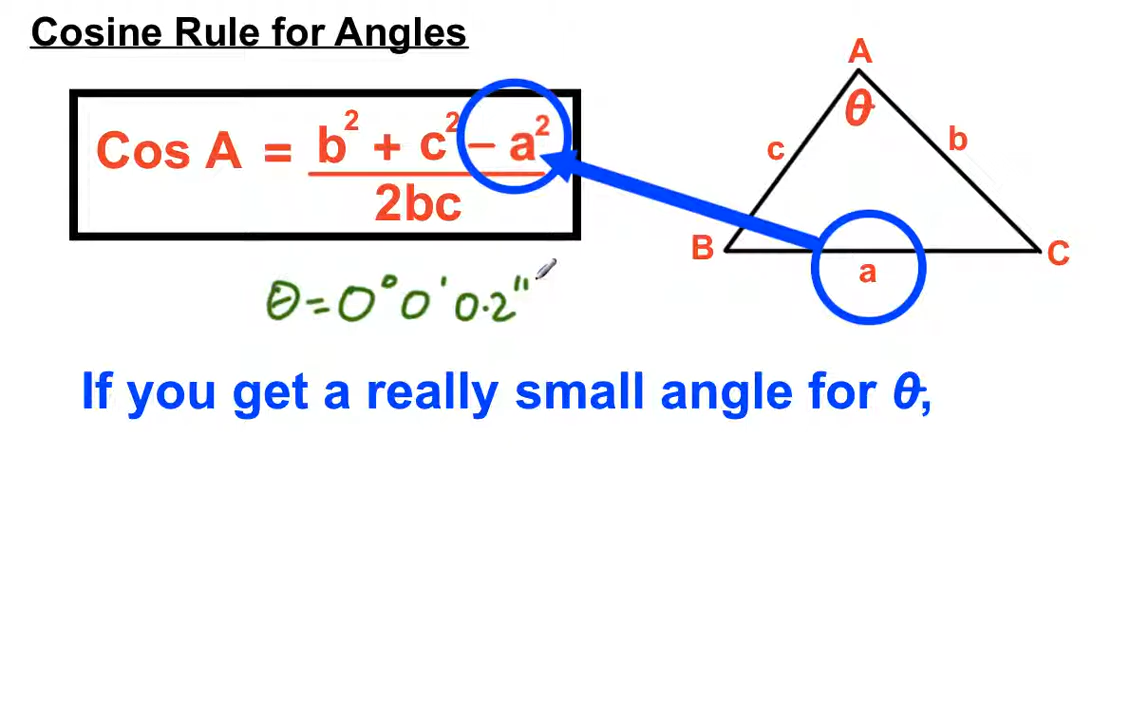 Cosine Rule for Angles
Cos A = b² + c² – a²
2bc
A
θ
c
b
B
a
C
θ = 0° 0' 0.2"
If you get a really small angle for θ,